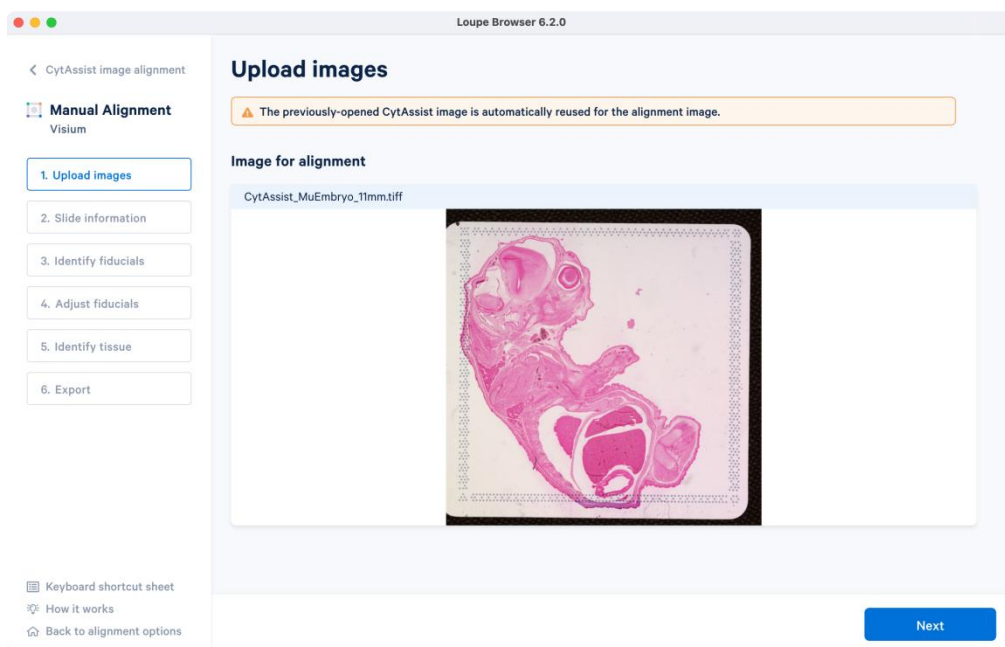 Loupe Browser 6.2.0
CytAssist image alignment
Manual Alignment
Visium
1. Upload images
2. Slide information
3. Identify fiducials
4. Adjust fiducials
5. Identify tissue
6. Export
Keyboard shortcut sheet
How it works
Back to alignment options
Upload images
The previously-opened CytAssist image is automatically reused for the alignment image.
Image for alignment
CytAssist_MuEmbryo_11mm.tiff
Next